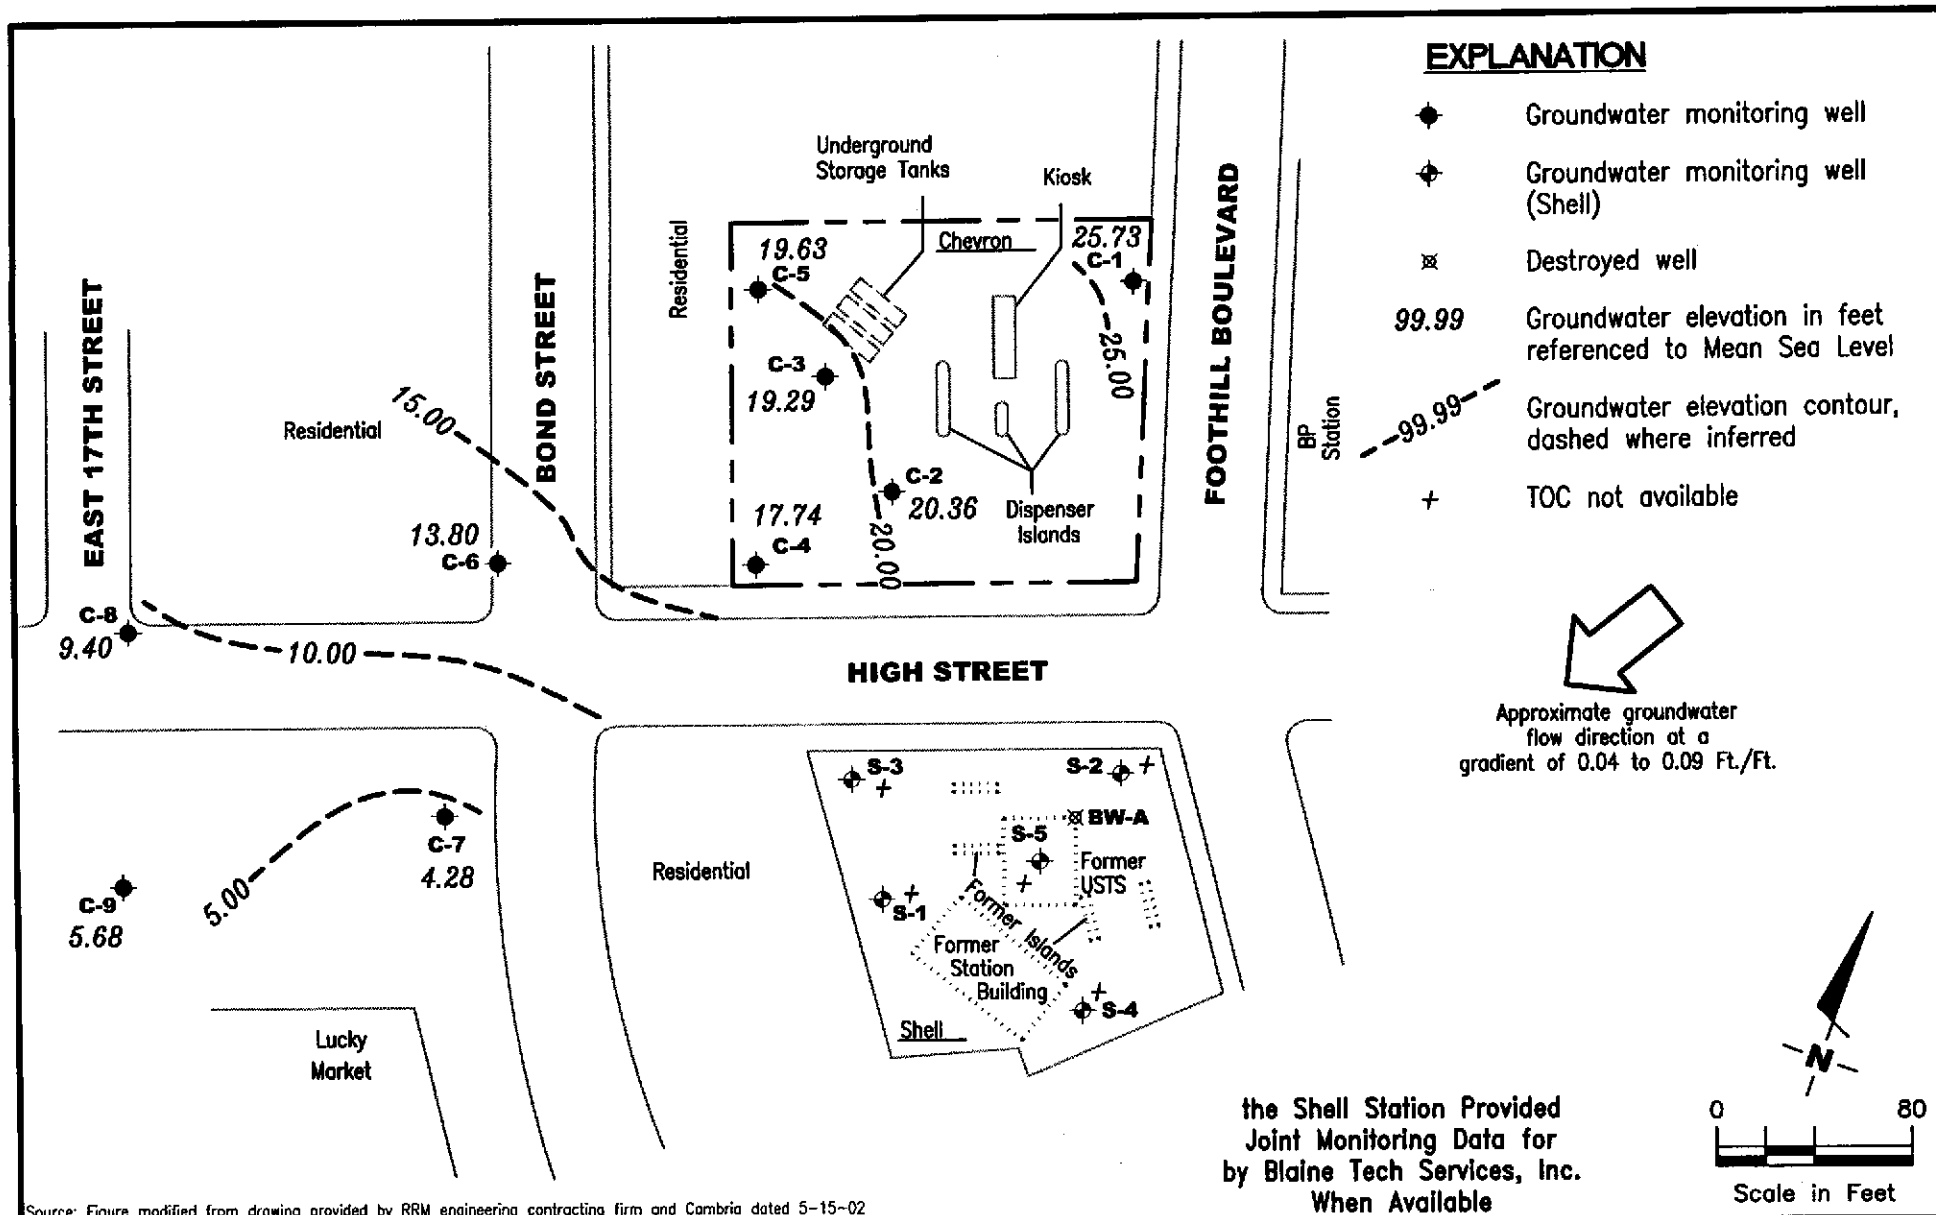 EXPLANATION
Groundwater monitoring well
Groundwater monitoring well
(Shell)
Destroyed well
99.99
Groundwater elevation in feet
referenced to Mean Sea Level
99.99
Groundwater elevation contour,
dashed where inferred
+
TOC not available
Underground
Storage Tanks
Kiosk
Residential
19.63
C-5
Chevron
25.73
C-1
FOOTHILL BOULEVARD
BP
Station
EAST 17TH STREET
BOND STREET
Residential
15.00
C-3
19.29
25.00
C-2
20.36
Dispenser
Islands
17.74
C-4
20.00
13.80
C-6
C-8
9.40
10.00
HIGH STREET
Approximate groundwater
flow direction at a
gradient of 0.04 to 0.09 Ft./Ft.
S-3
+
S-2
+
BW-A
S-5
+
Former
USTS
C-7
4.28
5.00
C-9
5.68
Residential
S-1
+
Former Islands
Former
Station
Building
+
S-4
Shell
Lucky
Market
N
the Shell Station Provided
Joint Monitoring Data for
by Blaine Tech Services, Inc.
When Available
0
80
Scale in Feet
Source: Figure modified from drawing provided by RRM engineering contracting firm and Cambria dated 5-15-02